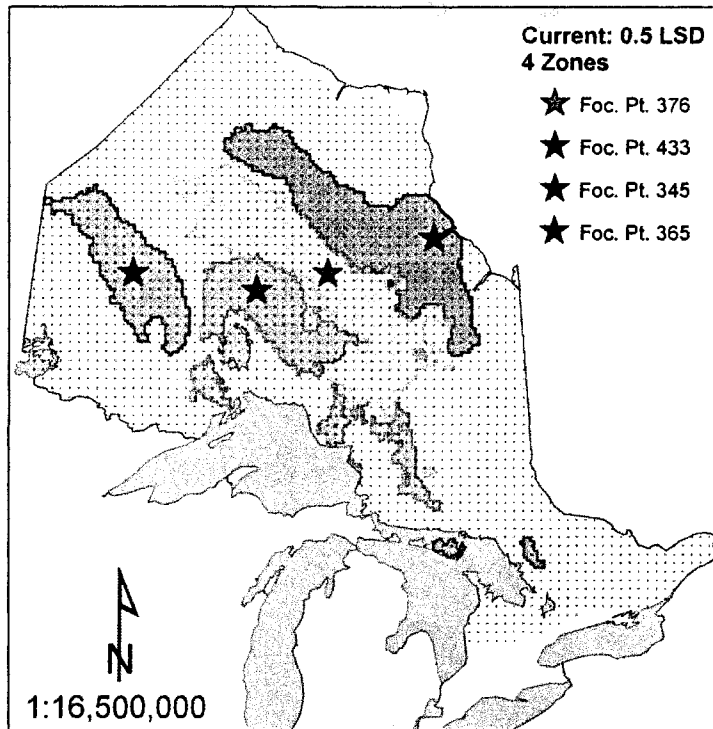 Current: 0.5 LSD
4 Zones
Foc. Pt. 376
Foc. Pt. 433
Foc. Pt. 345
Foc. Pt. 365
N
1:16,500,000